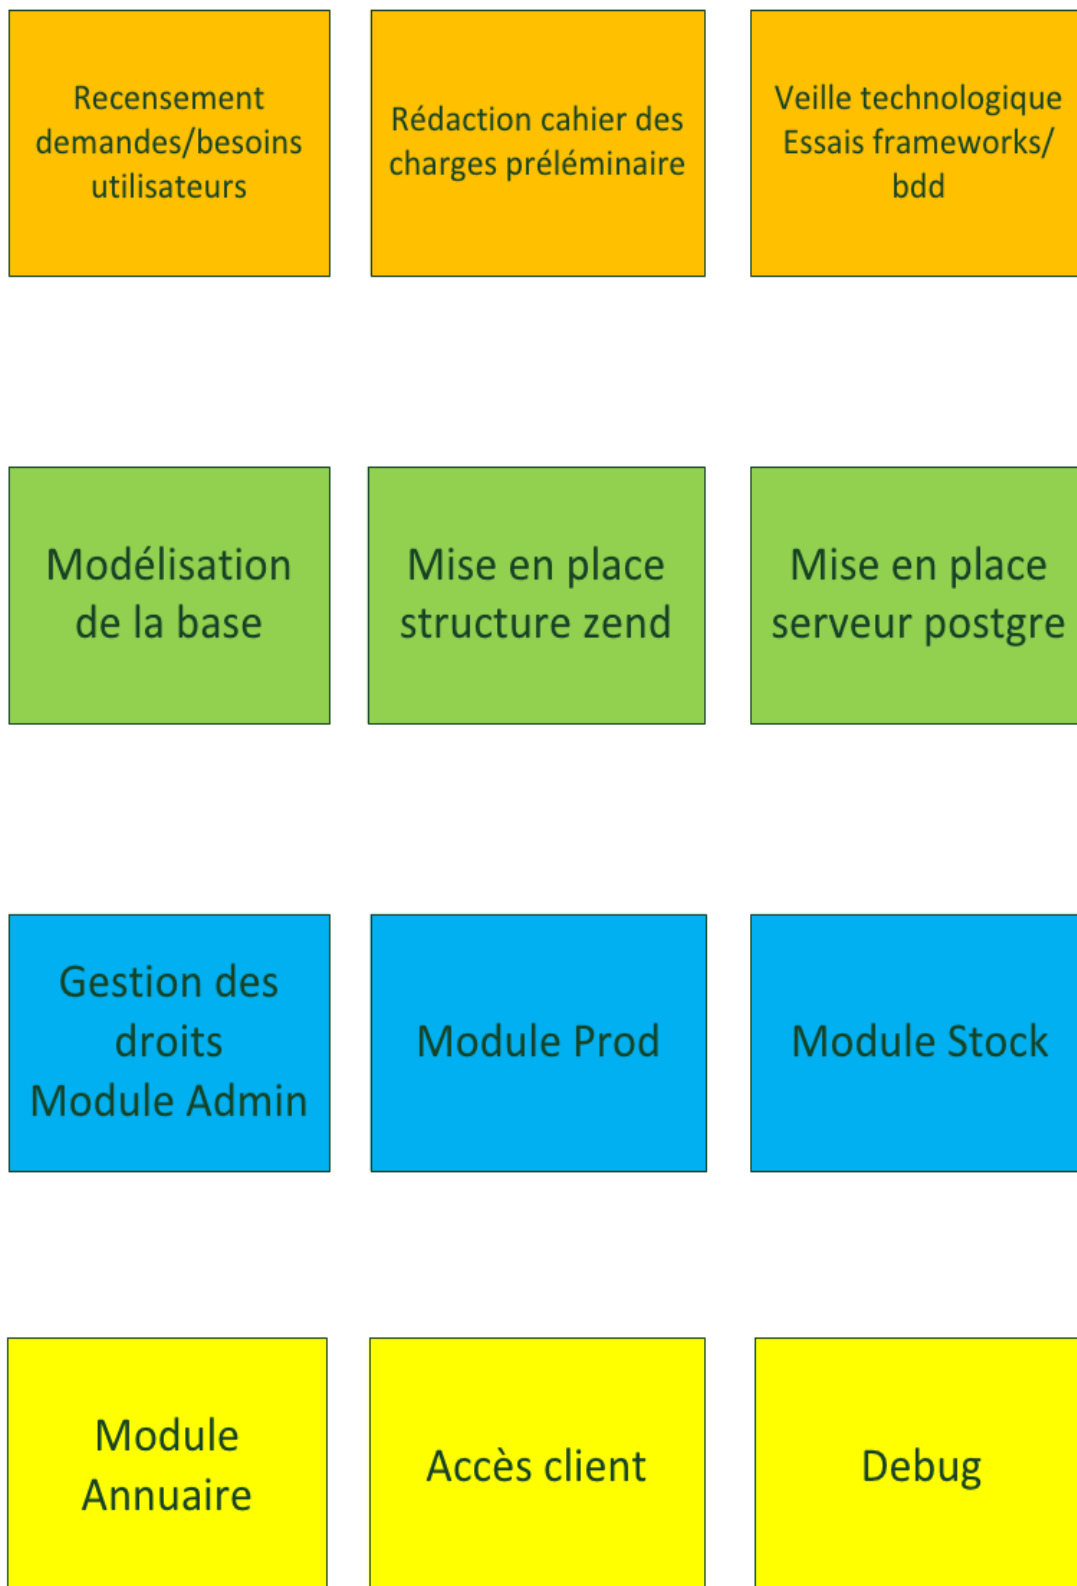 Recensement
demandes/besoins
utilisateurs
Rédaction cahier des
charges préléminaire
Veille technologique
Essais frameworks/
bdd
Modélisation
de la base
Mise en place
structure zend
Mise en place
serveur postgre
Gestion des
droits
Module Admin
Module Prod
Module Stock
Module
Annuaire
Accès client
Debug